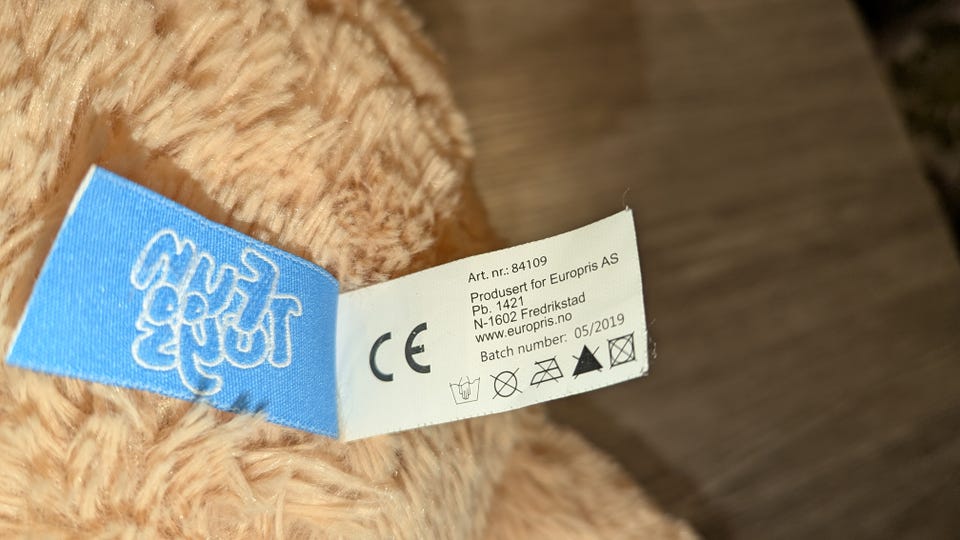 CE
Art. nr.: 84109
Produsert for Europris AS
Pb. 1421
N-1602 Fredrikstad
www.europris.no
Batch number: 05/2019